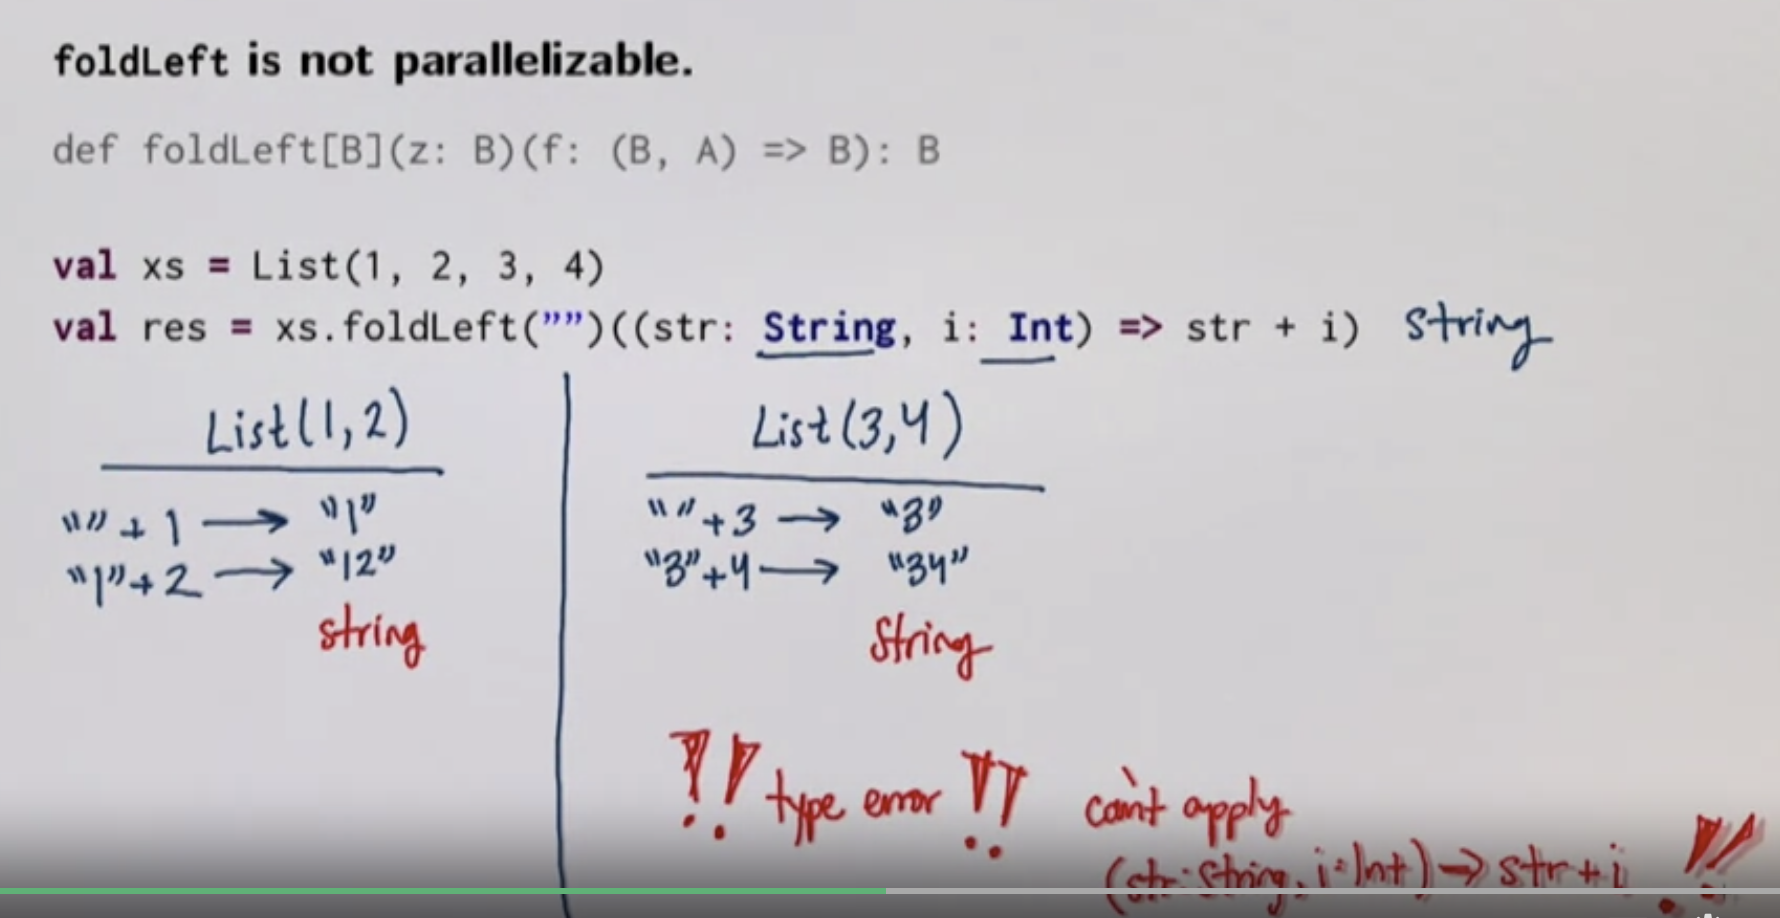 foldLeft is not parallelizable.
def foldLeft[B](z: B)(f: (B, A) => B): B
val xs = List(1, 2, 3, 4)
val res = xs.foldLeft("")((str: String, i: Int) => str + i) String
List(1,2)
"" + 1 → "1"
"1" + 2 → "12"
string
List(3,4)
"" + 3 → "3"
"3" + 4 → "34"
String
!! type error !!
can't apply
(str:String, i:Int) → str + i !!